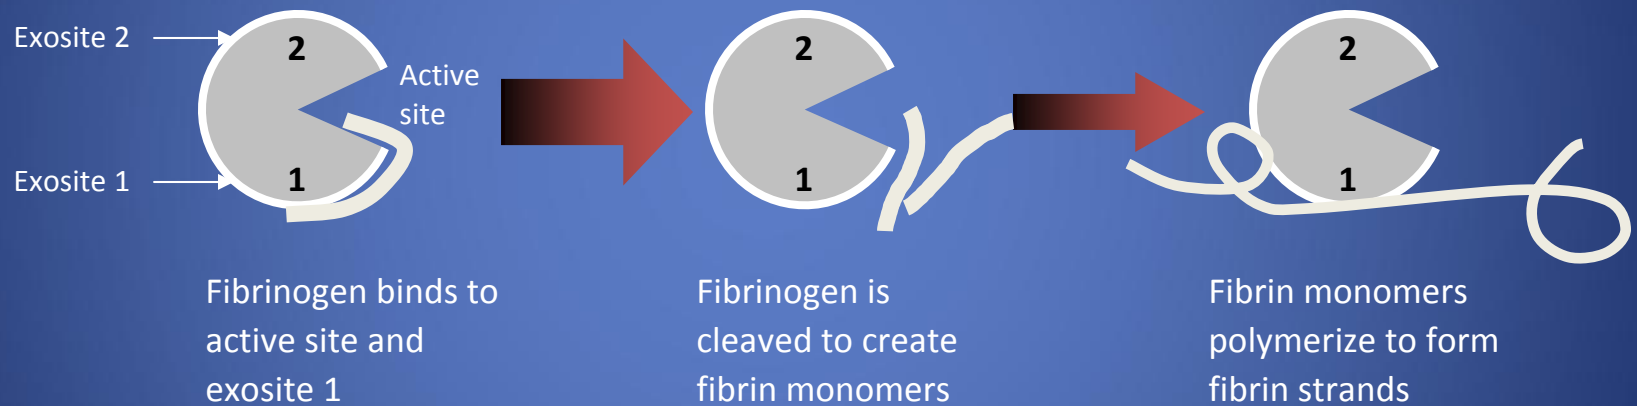 Exosite 2
2
Active
site
Exosite 1
1
2
1
2
1
Fibrinogen binds to
active site and
exosite 1
Fibrinogen is
cleaved to create
fibrin monomers
Fibrin monomers
polymerize to form
fibrin strands